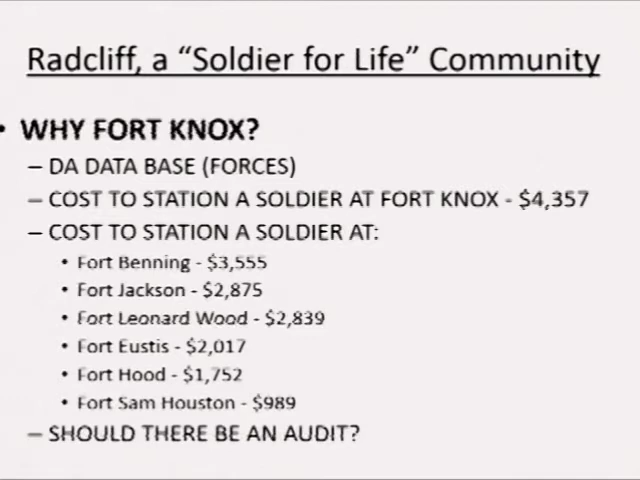 Radcliff, a “Soldier for Life” Community
• WHY FORT KNOX?
– DA DATA BASE (FORCES)
– COST TO STATION A SOLDIER AT FORT KNOX - $4,357
– COST TO STATION A SOLDIER AT:
• Fort Benning - $3,555
• Fort Jackson - $2,875
• Fort Leonard Wood - $2,839
• Fort Eustis - $2,017
• Fort Hood - $1,752
• Fort Sam Houston - $989
– SHOULD THERE BE AN AUDIT?